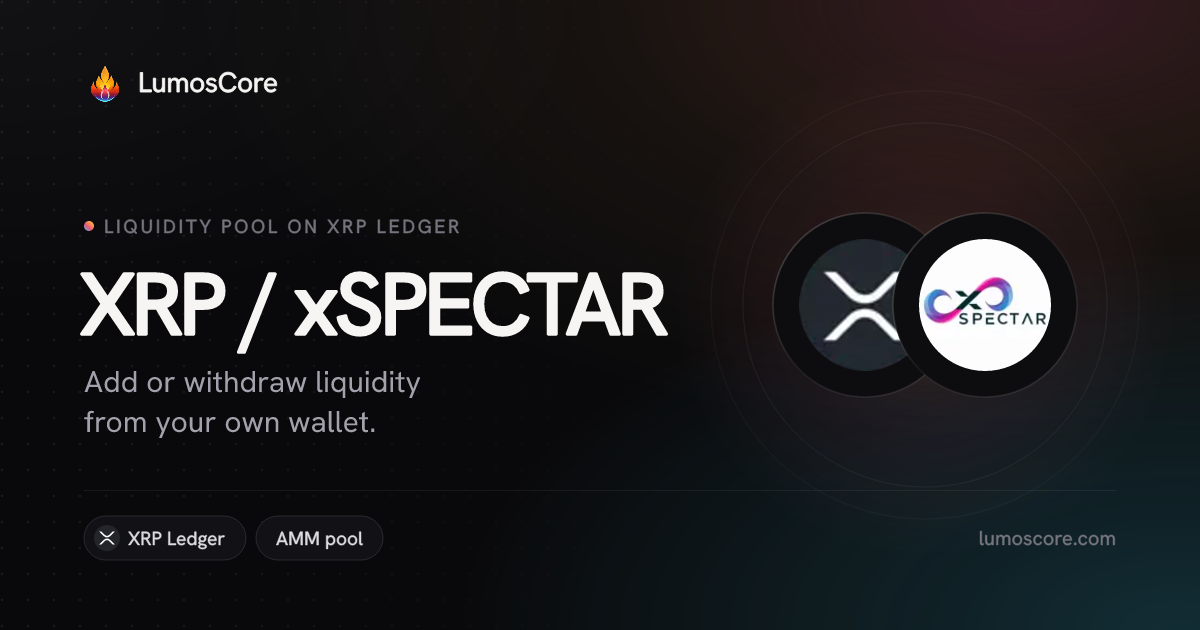 LumosCore
LIQUIDITY POOL ON XRP LEDGER
XRP / xSPECTAR
Add or withdraw liquidity
from your own wallet.
xSPECTAR
XRP Ledger
AMM pool
lumoscore.com